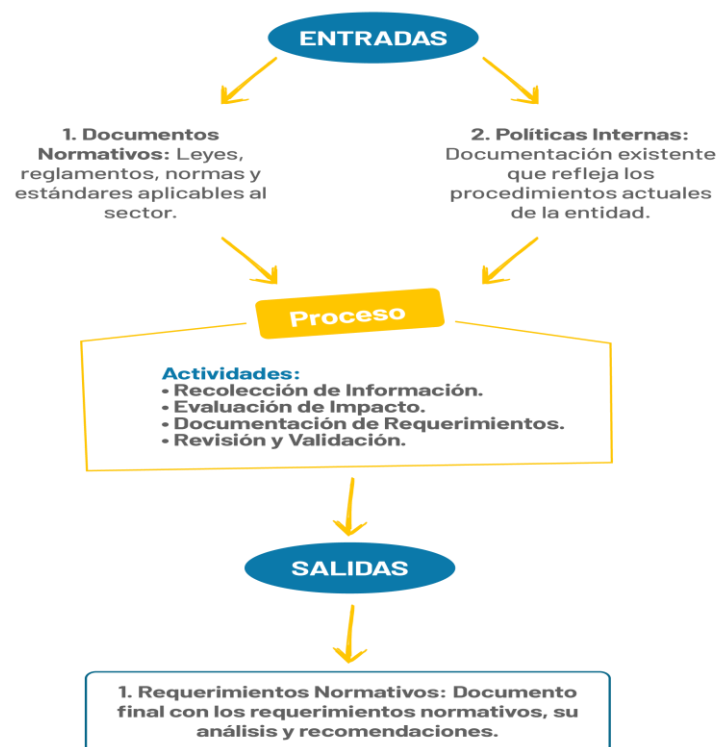 ENTRADAS
1. Documentos
Normativos: Leyes,
reglamentos, normas y
estándares aplicables al
sector.
2. Políticas Internas:
Documentación existente
que refleja los
procedimientos actuales
de la entidad.
Proceso
Actividades:
• Recolección de Información.
• Evaluación de Impacto.
• Documentación de Requerimientos.
• Revisión y Validación.
SALIDAS
1. Requerimientos Normativos: Documento
final con los requerimientos normativos, su
análisis y recomendaciones.